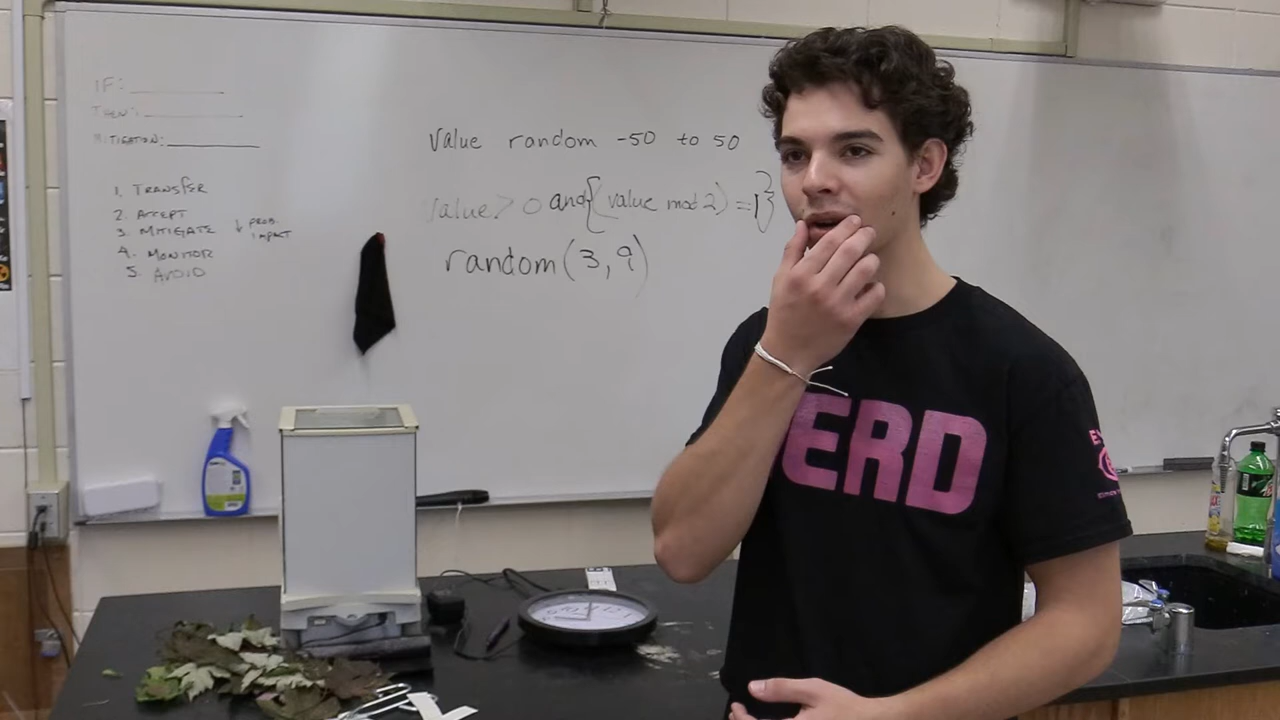 IF:
THEN:
MITIGATION:
1. TRANSFER
2. ACCEPT
3. MITIGATE ↓ PROB.
IMPACT
4. MONITOR
5. AVOID
Value random -50 to 50
Value > 0 and {(value mod 2) = 1}
random (3,9)
ERD